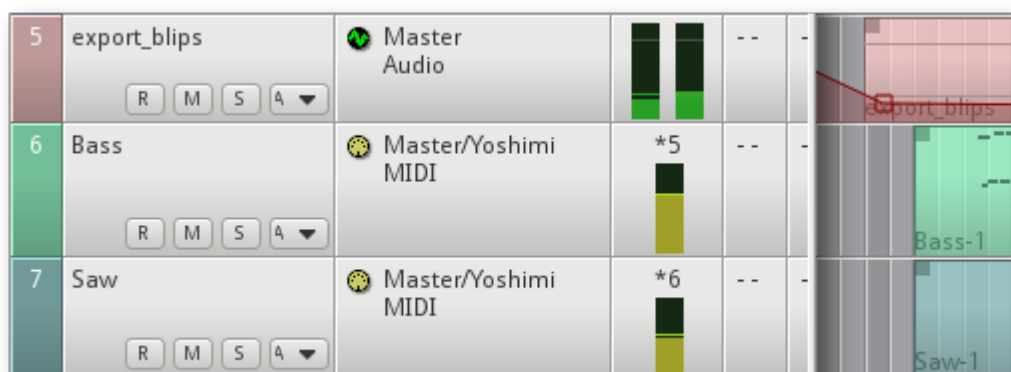 5 export_blips Master - - -
Audio
R M S A
export_blips
6 Bass Master/Yoshimi *5 - -
MIDI
R M S A
Bass-1
7 Saw Master/Yoshimi *6 - - -
MIDI
R M S A
Saw-1